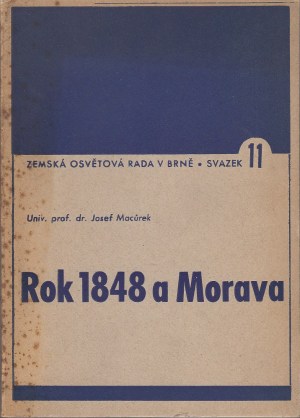 ZEMSKÁ OSVĚTOVÁ RADA V BRNĚ • SVAZEK 11
Univ. prof. dr. Josef Macůrek
Rok 1848 a Morava